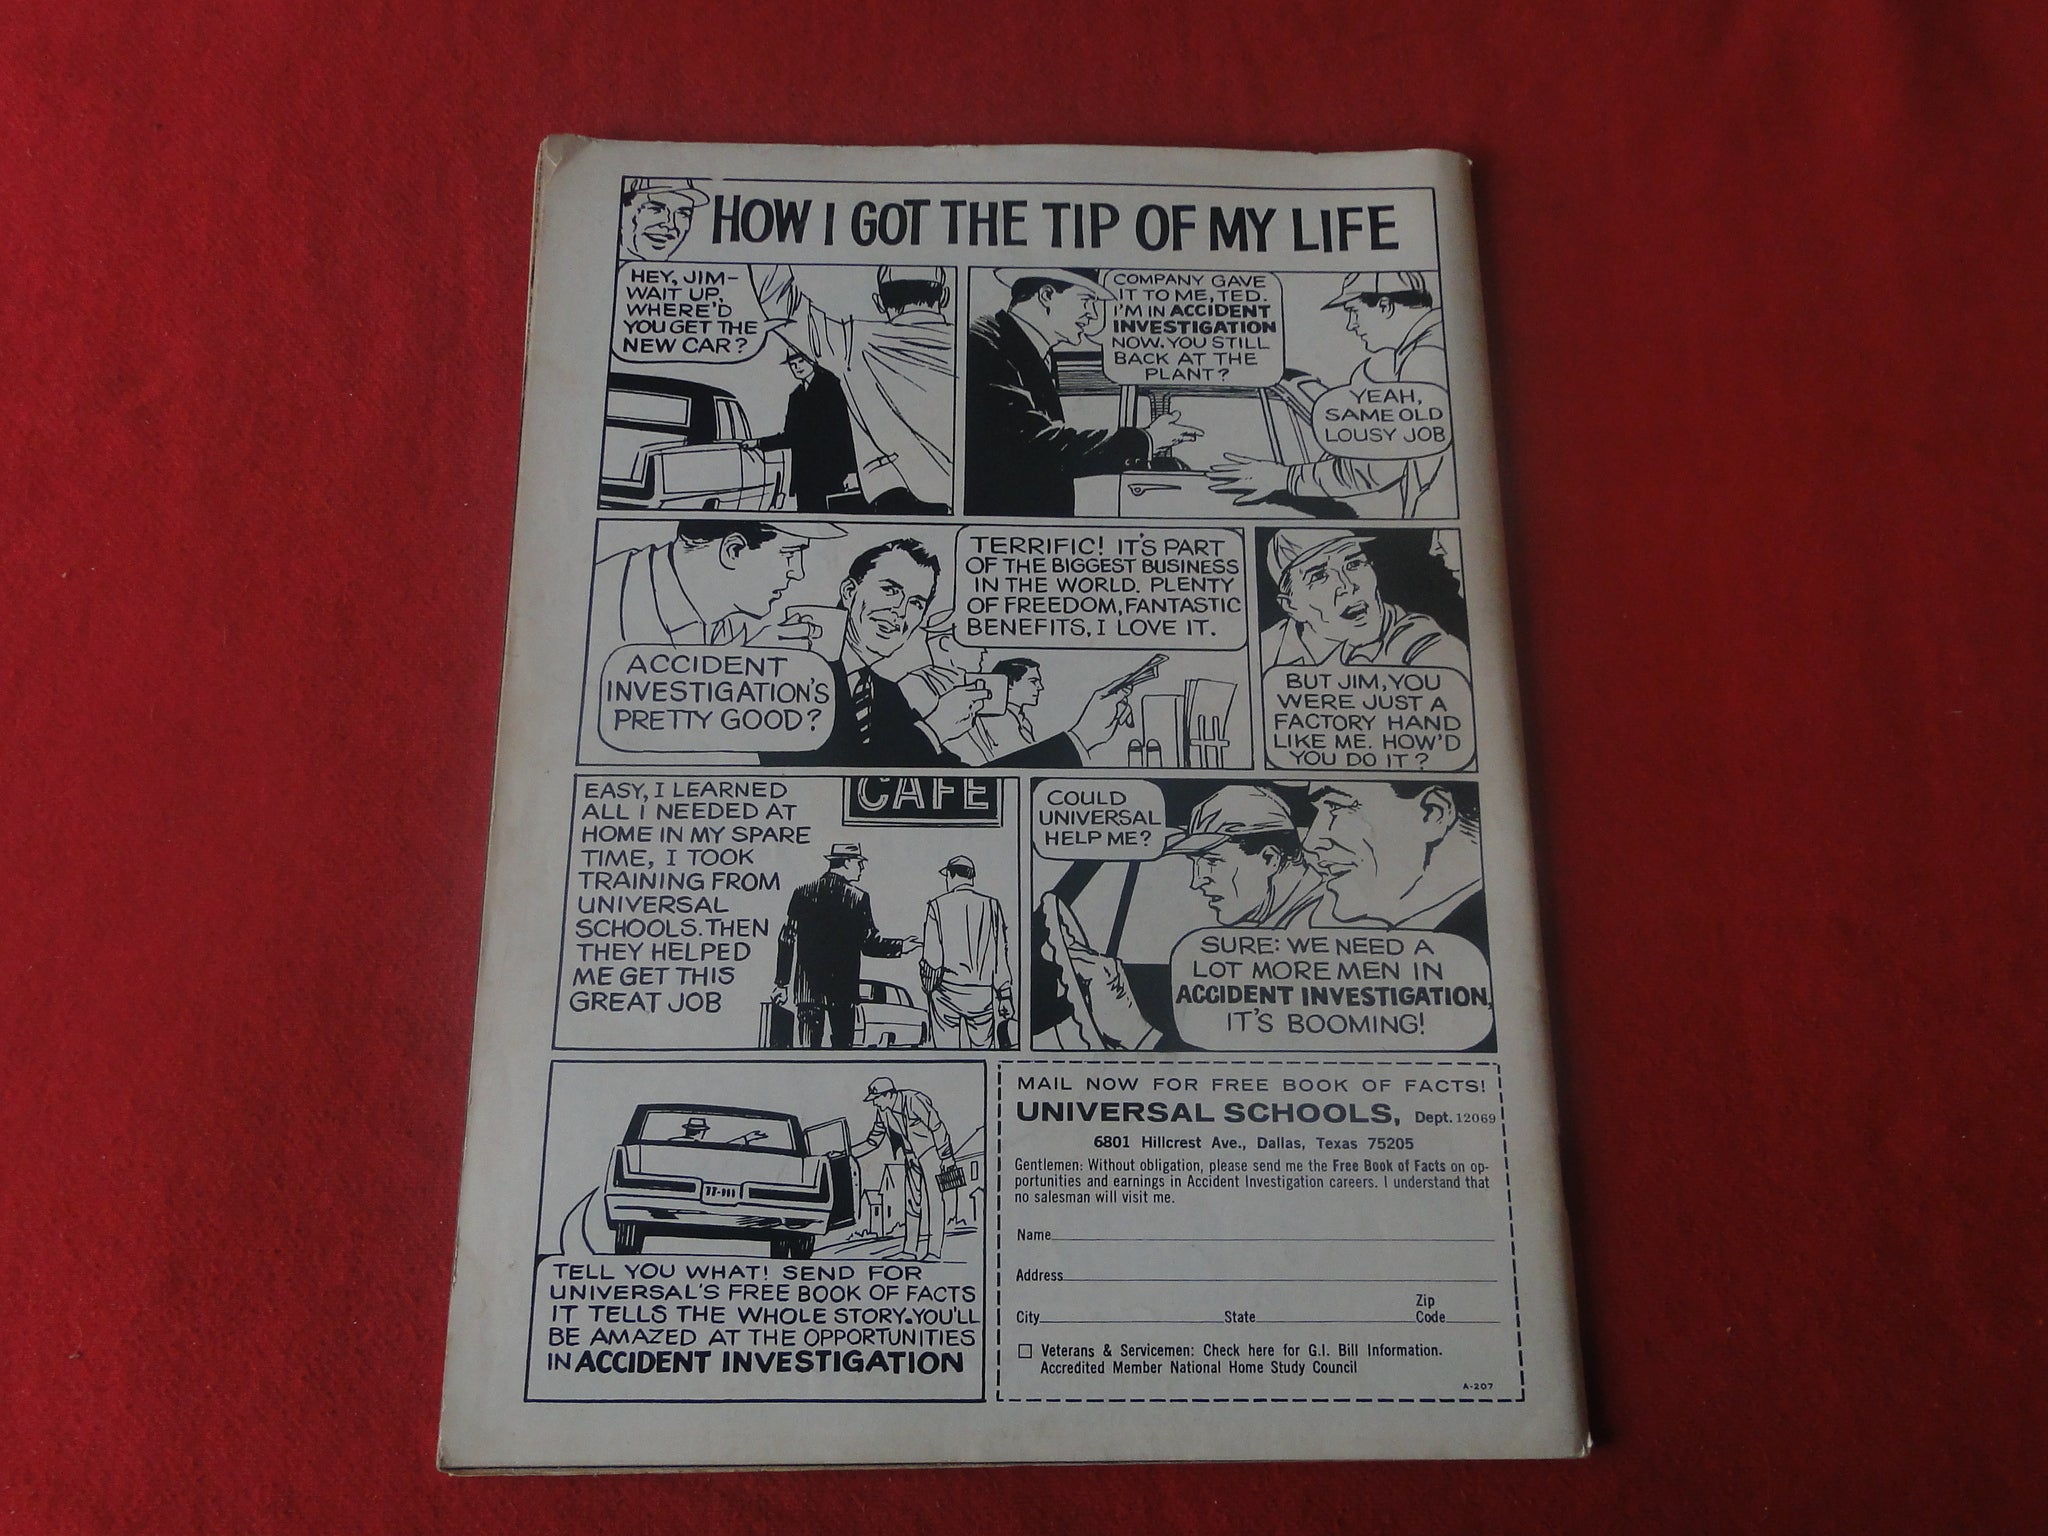 HOW I GOT THE TIP OF MY LIFE
HEY, JIM-
WAIT UP,
WHERE'D
YOU GET THE
NEW CAR?
COMPANY GAVE
IT TO ME, TED.
I'M IN ACCIDENT
INVESTIGATION
NOW. YOU STILL
BACK AT THE
PLANT?
YEAH,
SAME OLD
LOUSY JOB
ACCIDENT
INVESTIGATION'S
PRETTY GOOD?
TERRIFIC! IT'S PART
OF THE BIGGEST BUSINESS
IN THE WORLD. PLENTY
OF FREEDOM, FANTASTIC
BENEFITS, I LOVE IT.
BUT JIM, YOU
WERE JUST A
FACTORY HAND
LIKE ME. HOW'D
YOU DO IT?
EASY, I LEARNED
ALL I NEEDED AT
HOME IN MY SPARE
TIME, I TOOK
TRAINING FROM
UNIVERSAL
SCHOOLS. THEN
THEY HELPED
ME GET THIS
GREAT JOB
CAFE
COULD
UNIVERSAL
HELP ME?
SURE: WE NEED A
LOT MORE MEN IN
ACCIDENT INVESTIGATION,
IT'S BOOMING!
77-111
TELL YOU WHAT! SEND FOR
UNIVERSAL'S FREE BOOK OF FACTS
IT TELLS THE WHOLE STORY. YOU'LL
BE AMAZED AT THE OPPORTUNITIES
IN ACCIDENT INVESTIGATION
MAIL NOW FOR FREE BOOK OF FACTS!
UNIVERSAL SCHOOLS, Dept. 12069
6801 Hillcrest Ave., Dallas, Texas 75205
Gentlemen: Without obligation, please send me the Free Book of Facts on op-
portunities and earnings in Accident Investigation careers. I understand that
no salesman will visit me.
Name
Address
City State Zip Code
Veterans & Servicemen: Check here for G.I. Bill Information.
Accredited Member National Home Study Council
A-207